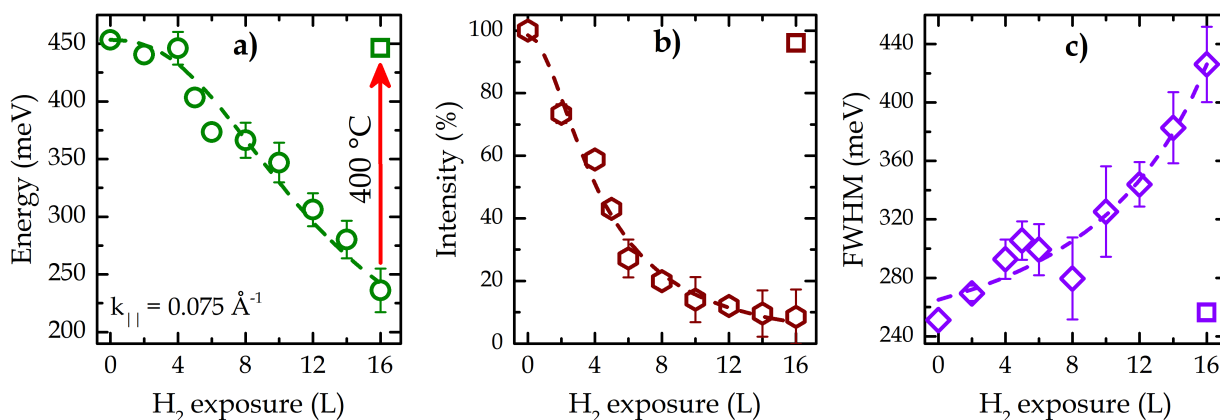 a)
450
400
350
300
250
200
Energy (meV)
400 °C
k|| = 0.075 Å-1
0 4 8 12 16
H2 exposure (L)
b)
100
80
60
40
20
0
Intensity (%)
0 4 8 12 16
H2 exposure (L)
c)
440
400
360
320
280
240
FWHM (meV)
0 4 8 12 16
H2 exposure (L)